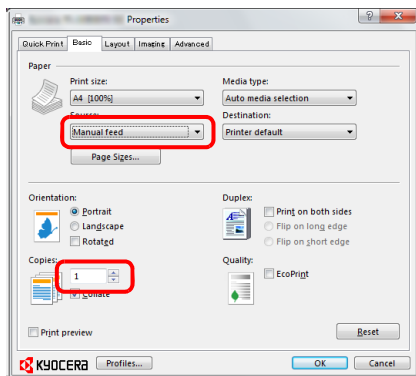 Properties
Quick Print Basic Layout Imaging Advanced
Paper
Print size: Media type:
A4 [100%] Auto media selection
Source: Destination:
Manual feed Printer default
Page Sizes...
Orientation: Duplex:
Portrait Print on both sides
Landscape Flip on long edge
Rotated Flip on short edge
Copies: Quality:
1 EcoPrint
Collate
Print preview Reset
KYOCERA Profiles... OK Cancel